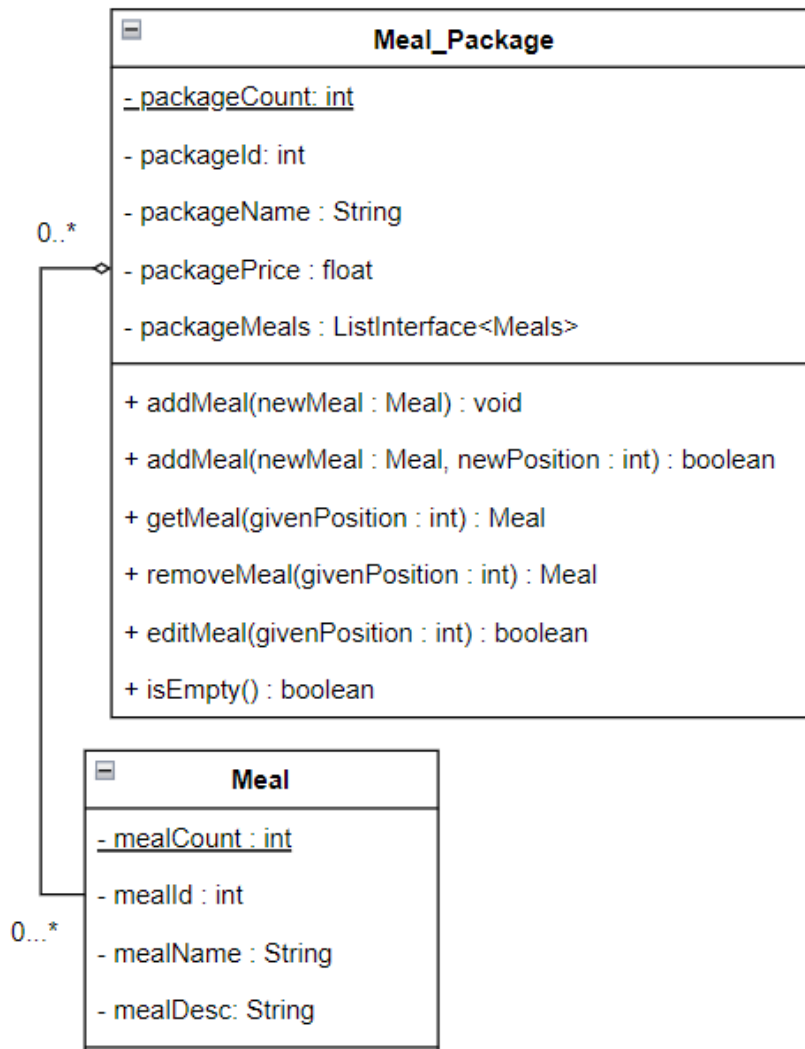 Meal_Package
- packageCount: int
- packageId: int
- packageName : String
0..*
- packagePrice : float
- packageMeals : ListInterface<Meals>
+ addMeal(newMeal : Meal) : void
+ addMeal(newMeal : Meal, newPosition : int) : boolean
+ getMeal(givenPosition : int) : Meal
+ removeMeal(givenPosition : int) : Meal
+ editMeal(givenPosition : int) : boolean
+ isEmpty() : boolean
Meal
- mealCount : int
- mealId : int
0...*
- mealName : String
- mealDesc: String